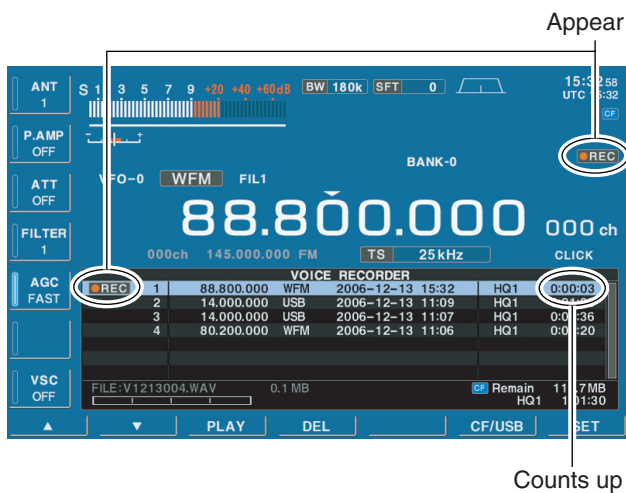 Appear
ANT
1
S 1 3 5 7 9 +20 +40 +60dB BW 180k SFT 0
15:32 58
UTC 15:32
CF
P.AMP
OFF
REC
BANK-0
VFO-0 WFM FIL1
ATT
OFF
88.800.000 000 ch
FILTER
1
000ch 145.000.000 FM TS 25kHz CLICK
AGC
FAST
VOICE RECORDER
REC 1 88.800.000 WFM 2006-12-13 15:32 HQ1 0:00:03
2 14.000.000 USB 2006-12-13 11:09 HQ1
3 14.000.000 USB 2006-12-13 11:07 HQ1
4 80.200.000 WFM 2006-12-13 11:06 HQ1
VSC
OFF
FILE:V1213004.WAV 0.1 MB CF Remain
HQ1
▲ ▼ PLAY DEL CF/USB SET
Counts up